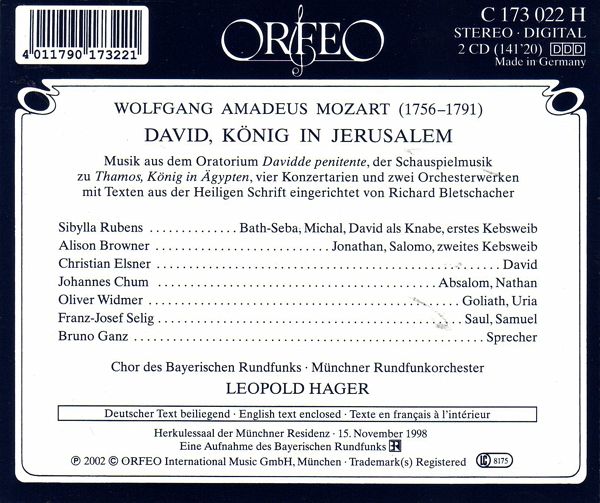 C 173 022 H
STEREO · DIGITAL
2 CD (141'20) DDD
Made in Germany
4 011790 173221
ORFEO
WOLFGANG AMADEUS MOZART (1756–1791)
DAVID, KÖNIG IN JERUSALEM
Musik aus dem Oratorium Davidde penitente, der Schauspielmusik
zu Thamos, König in Ägypten, vier Konzertarien und zwei Orchesterwerken
mit Texten aus der Heiligen Schrift eingerichtet von Richard Bletschacher
Sibylla Rubens ........ Bath-Seba, Michal, David als Knabe, erstes Kebsweib
Alison Browner ........ Jonathan, Salomo, zweites Kebsweib
Christian Elsner ........ David
Johannes Chum ........ Absalom, Nathan
Oliver Widmer ........ Goliath, Uria
Franz-Josef Selig ........ Saul, Samuel
Bruno Ganz ........ Sprecher
Chor des Bayerischen Rundfunks · Münchner Rundfunkorchester
LEOPOLD HAGER
Deutscher Text beiliegend · English text enclosed · Texte en français à l'intérieur
Herkulessaal der Münchner Residenz · 15. November 1998
Eine Aufnahme des Bayerischen Rundfunks BR
℗ 2002 © ORFEO International Music GmbH, München · Trademark(s) Registered LC 8175